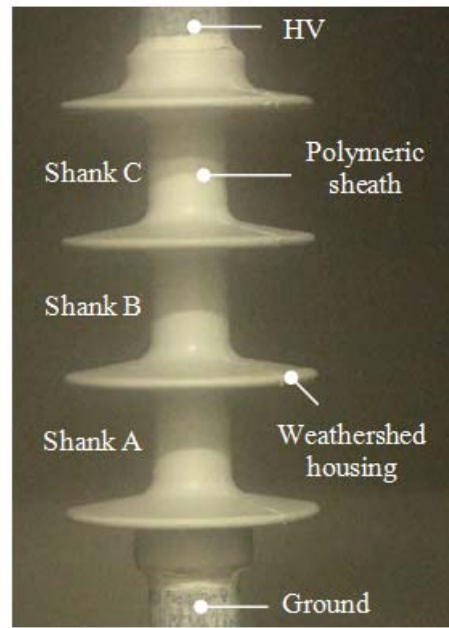 HV
Polymeric
sheath
Shank C
Shank B
Weathershed
housing
Shank A
Ground